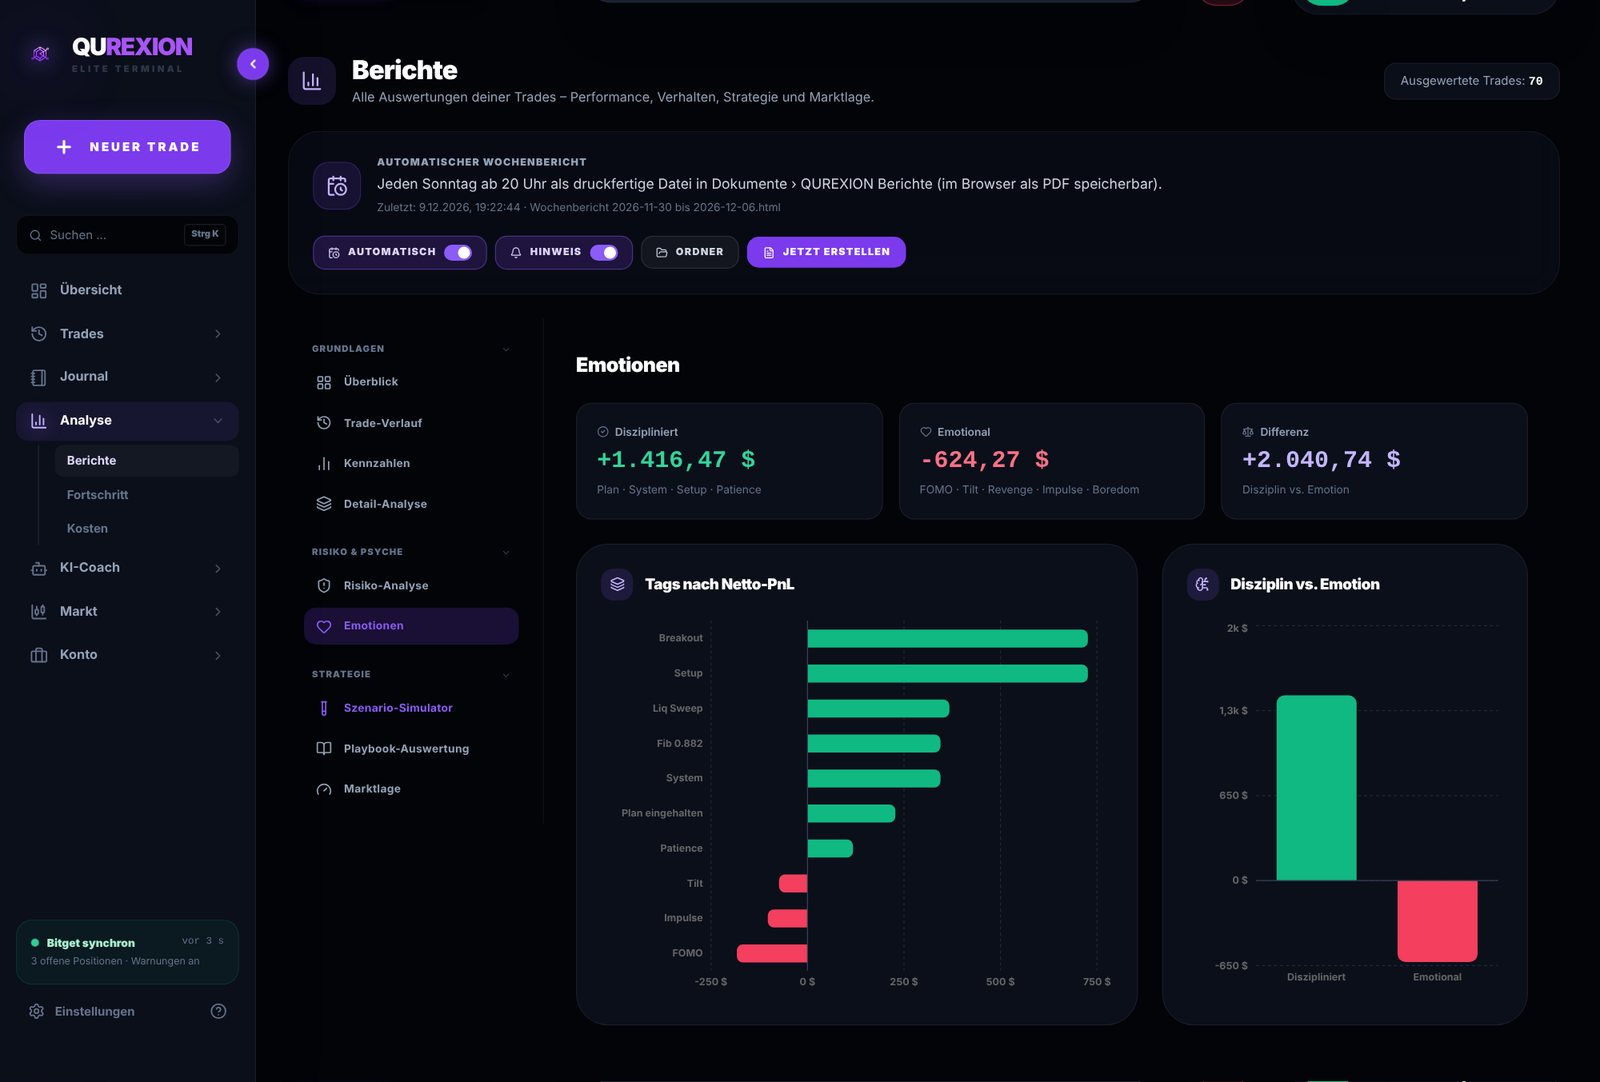 QUREXION
ELITE TERMINAL
NEUER TRADE
Suchen ...
Strg K
Übersicht
Trades
Journal
Analyse
Berichte
Fortschritt
Kosten
KI-Coach
Markt
Konto
Bitget synchron
vor 3 s
3 offene Positionen · Warnungen an
Einstellungen
Berichte
Alle Auswertungen deiner Trades – Performance, Verhalten, Strategie und Marktlage.
Ausgewertete Trades: 70
AUTOMATISCHER WOCHENBERICHT
Jeden Sonntag ab 20 Uhr als druckfertige Datei in Dokumente › QUREXION Berichte (im Browser als PDF speicherbar).
Zuletzt: 9.12.2026, 19:22:44 · Wochenbericht 2026-11-30 bis 2026-12-06.html
AUTOMATISCH
HINWEIS
ORDNER
JETZT ERSTELLEN
GRUNDLAGEN
Überblick
Trade-Verlauf
Kennzahlen
Detail-Analyse
RISIKO & PSYCHE
Risiko-Analyse
Emotionen
STRATEGIE
Szenario-Simulator
Playbook-Auswertung
Marktlage
Emotionen
Diszipliniert
+1.416,47 $
Plan · System · Setup · Patience
Emotional
-624,27 $
FOMO · Tilt · Revenge · Impulse · Boredom
Differenz
+2.040,74 $
Disziplin vs. Emotion
Tags nach Netto-PnL
Breakout
Setup
Liq Sweep
Fib 0.882
System
Plan eingehalten
Patience
Tilt
Impulse
FOMO
-250 $
0 $
250 $
500 $
750 $
Disziplin vs. Emotion
2k $
1,3k $
650 $
0 $
-650 $
Diszipliniert
Emotional